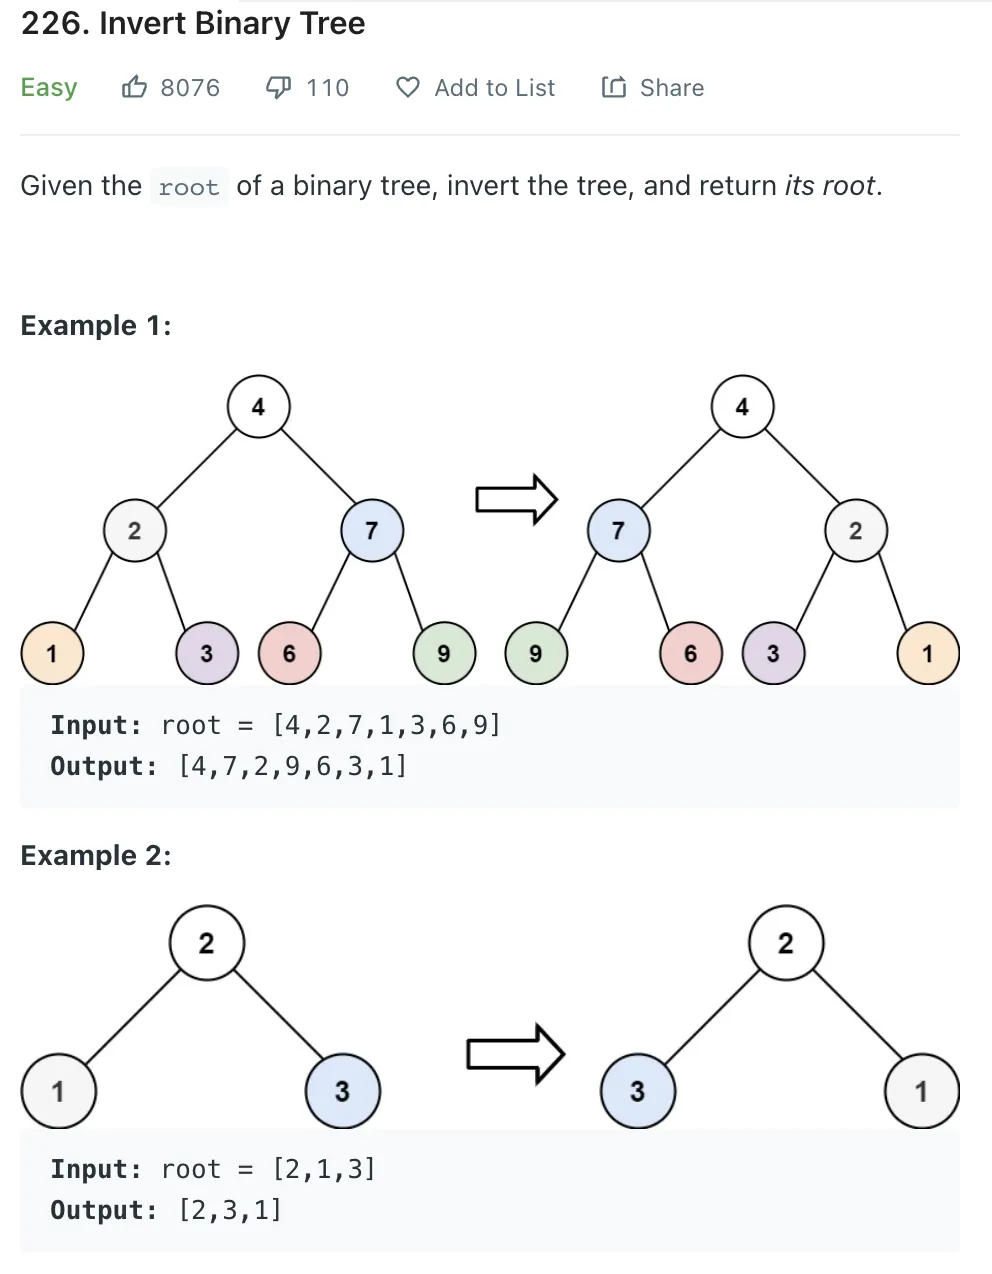 226. Invert Binary Tree
Easy 8076 110 Add to List Share
Given the root of a binary tree, invert the tree, and return its root.
Example 1:
4 4
2 7 7 2
1 3 6 9 9 6 3 1
Input: root = [4,2,7,1,3,6,9]
Output: [4,7,2,9,6,3,1]
Example 2:
2 2
1 3 3 1
Input: root = [2,1,3]
Output: [2,3,1]